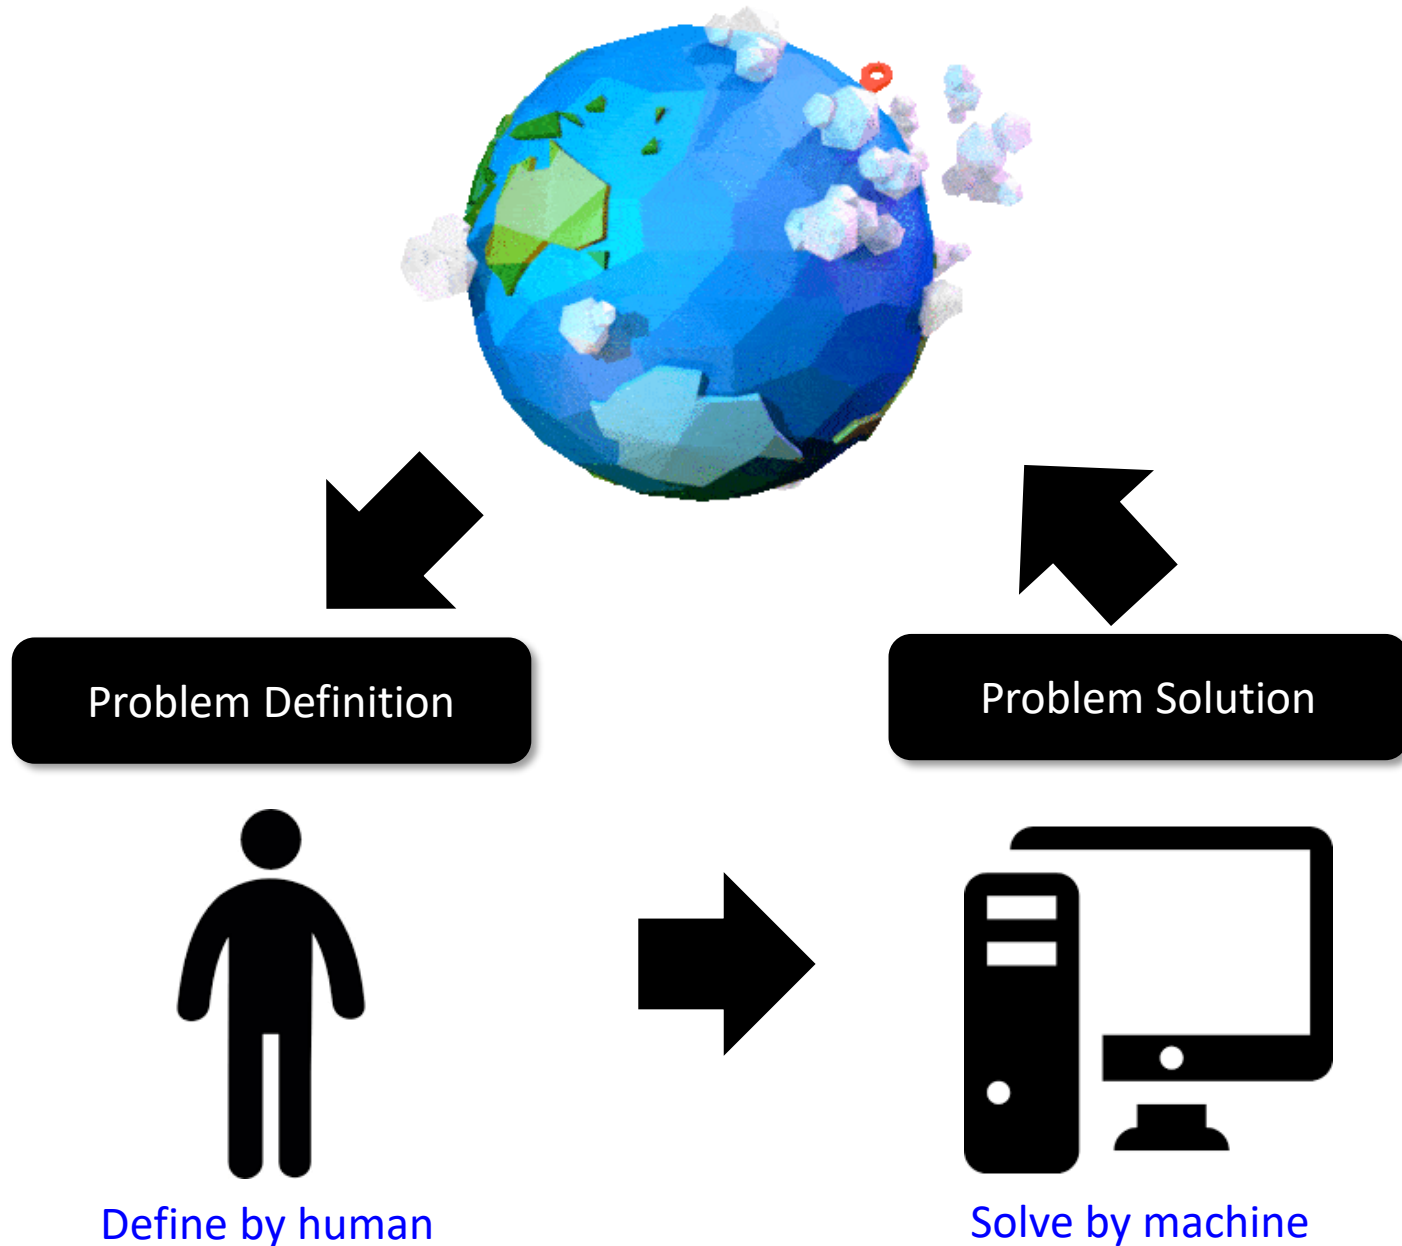 Problem Definition
Problem Solution
Define by human
Solve by machine